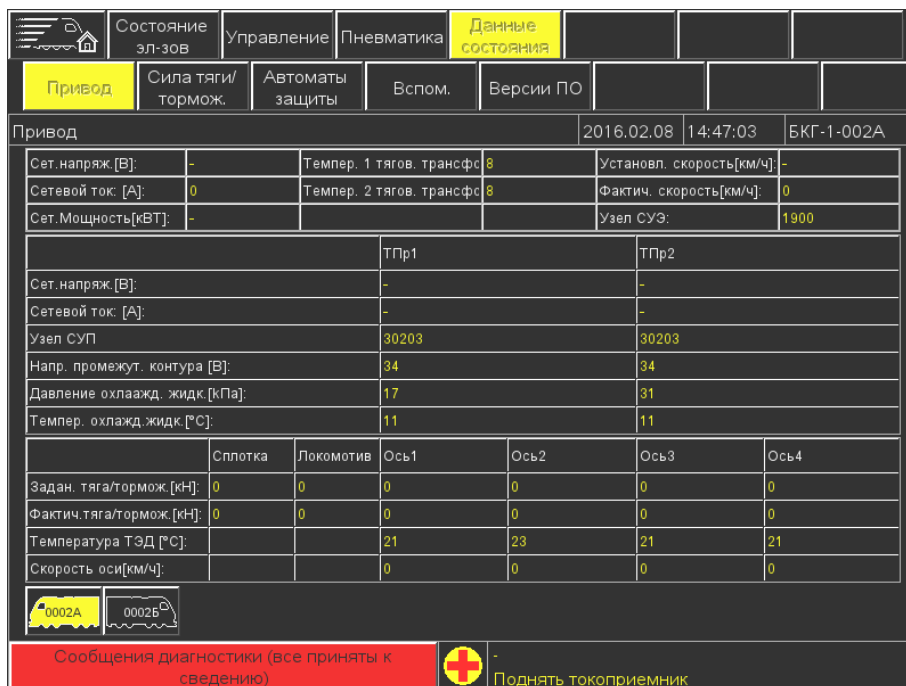 Состояние эл-зов Управление Пневматика Данные состояния
Привод Сила тяги/ тормож. Автоматы защиты Вспом. Версии ПО
Привод 2016.02.08 14:47:03 БКГ-1-002А
Сет.напряж.[В]: - Темпер. 1 тягов. трансфо 8 Установл. скорость[км/ч]: -
Сетевой ток: [А]: 0 Темпер. 2 тягов. трансфо 8 Фактич. скорость[км/ч]: 0
Сет.Мощность[кВТ]: - Узел СУЭ: 1900
ТПр1 ТПр2
Сет.напряж.[В]: - -
Сетевой ток: [А]: - -
Узел СУП 30203 30203
Напр. промежут. контура [В]: 34 34
Давление охлаажд. жидк.[kПа]: 17 31
Темпер. охлажд.жидк.[°С]: 11 11
Сплотка Локомотив Ось1 Ось2 Ось3 Ось4
Задан. тяга/тормож.[кН]: 0 0 0 0 0 0
Фактич.тяга/тормож.[кН]: 0 0 0 0 0 0
Температура ТЭД [°С]: 21 23 21 21
Скорость оси[км/ч]: 0 0 0 0
0002А 0002Б
Сообщения диагностики (все приняты к сведению)
-
Поднять токоприемник